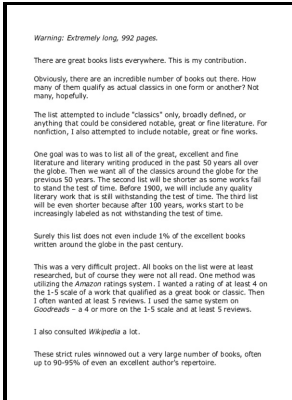 Warning: Extremely long, 992 pages.
There are great books lists everywhere. This is my contribution.
Obviously, there are an incredible number of books out there. How
many of them qualify as actual classics in one form or another? Not
many, hopefully.
The list attempted to include "classics" only, broadly defined, or
anything that could be considered notable, great or fine literature. For
nonfiction, I also attempted to include notable, great or fine works.
One goal was to was to list all of the great, excellent and fine
literature and literary writing produced in the past 50 years all over
the globe. Then we want all of the classics around the globe for the
previous 50 years. The second list will be shorter as some works fail
to stand the test of time. Before 1900, we will include any quality
literary work that is still withstanding the test of time. The third list
will be even shorter because after 100 years, works start to be
increasingly labeled as not withstanding the test of time.
Surely this list does not even include 1% of the excellent books
written around the globe in the past century.
This was a very difficult project. All books on the list were at least
researched, but of course they were not all read. One method was
utilizing the Amazon ratings system. I wanted a rating of at least 4 on
the 1-5 scale of a work that qualified as a great book or classic. Then
I often wanted at least 5 reviews. I used the same system on
Goodreads – a 4 or more on the 1-5 scale and at least 5 reviews.
I also consulted Wikipedia a lot.
These strict rules winnowed out a very large number of books, often
up to 90-95% of even an excellent author's repertoire.